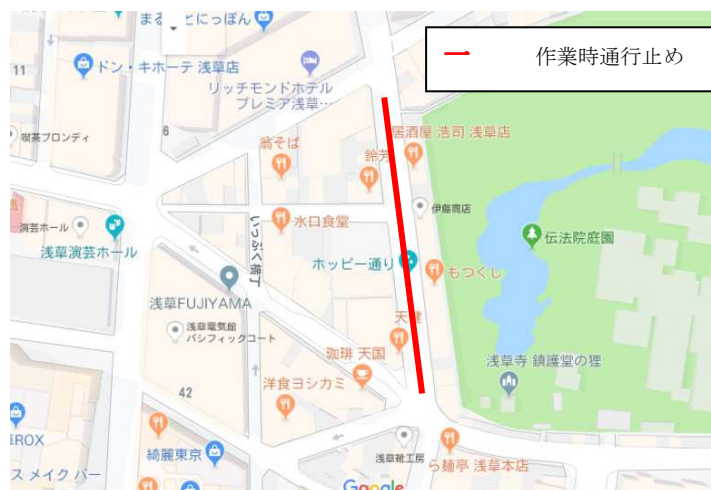 まるごとにっぽん
ドン・キホーテ 浅草店
11
リッチモンドホテル
プレミア浅草…
作業時通行止め
喫茶ブロンディ
6
翁そば
鈴芳
居酒屋 浩司 浅草店
伊藤商店
水口食堂
いっぷく横丁
演芸ホール
浅草演芸ホール
ホッピー通り
もつくし
伝法院庭園
浅草FUJIYAMA
浅草電気館
パシフィックコート
天健
珈琲 天国
洋食ヨシカミ
浅草寺 鎮護堂の狸
42
ROX
綺麗東京
浅草靴工房
ら麺亭 浅草本店
ス メイク バー
Google